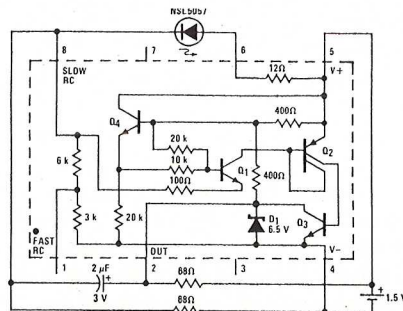 NSL5057
8
7
6
5
SLOW
RC
12Ω
V+
Q4
400Ω
20 k
Q2
6 k
10 k
Q1
100Ω
400Ω
3 k
20 k
D1
6.5 V
Q3
FAST
RC
OUT
V−
1
2 μF
+
2
68Ω
3
4
3 V
68Ω
+
1.5 V